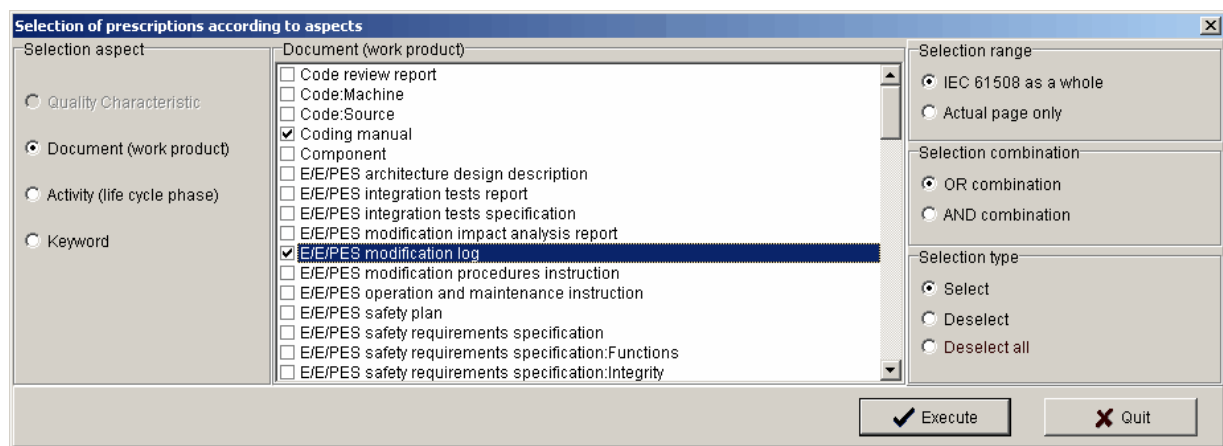 Selection of prescriptions according to aspects
Selection aspect
Quality Characteristic
Document (work product)
Activity (life cycle phase)
Keyword
Document (work product)
Code review report
Code:Machine
Code:Source
Coding manual
Component
E/E/PES architecture design description
E/E/PES integration tests report
E/E/PES integration tests specification
E/E/PES modification impact analysis report
E/E/PES modification log
E/E/PES modification procedures instruction
E/E/PES operation and maintenance instruction
E/E/PES safety plan
E/E/PES safety requirements specification
E/E/PES safety requirements specification:Functions
E/E/PES safety requirements specification:Integrity
Selection range
IEC 61508 as a whole
Actual page only
Selection combination
OR combination
AND combination
Selection type
Select
Deselect
Deselect all
Execute
Quit